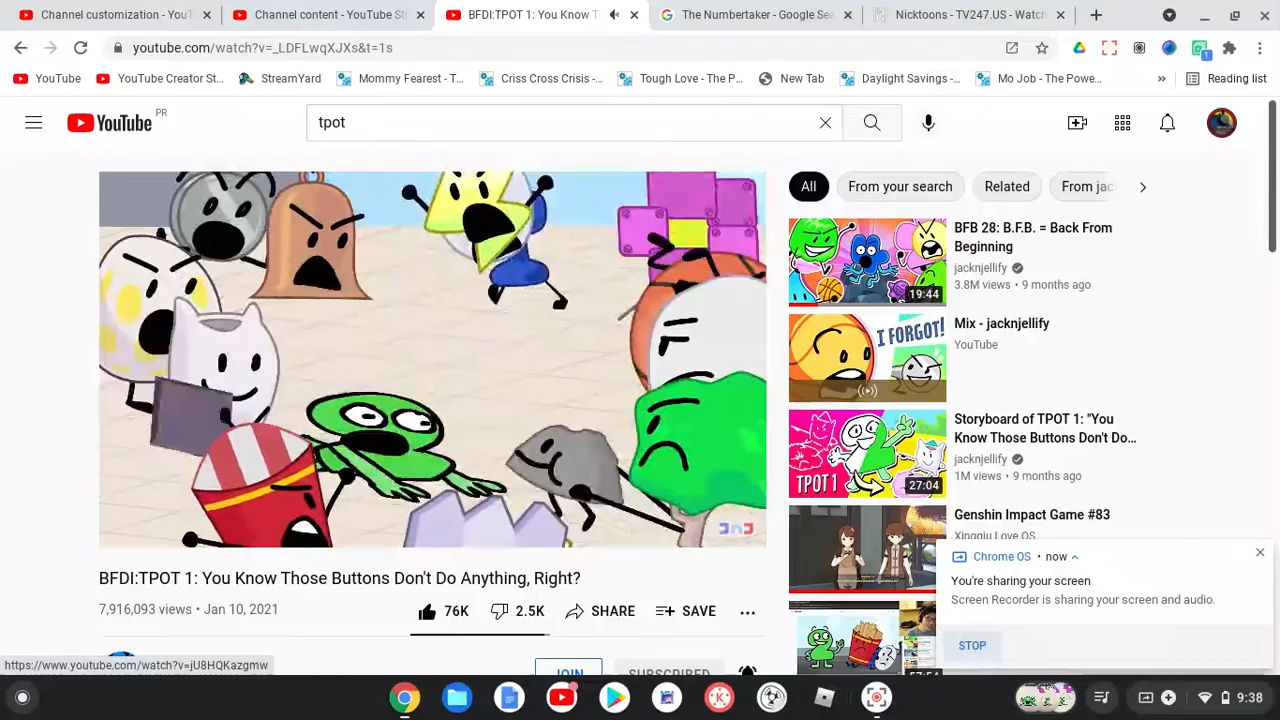 Channel customization - YouT
Channel content - YouTube St
BFDI:TPOT 1: You Know T
The Numbertaker - Google Sea
Nicktoons - TV247.US - Watch
youtube.com/watch?v=_LDFLwqXJXs&t=1s
YouTube
YouTube Creator St...
StreamYard
Mommy Fearest - T...
Criss Cross Crisis -...
Tough Love - The P...
New Tab
Daylight Savings -...
Mo Job - The Powe...
»
Reading list
YouTube PR
tpot
All
From your search
Related
From jac
BFB 28: B.F.B. = Back From
Beginning
jacknjellify
3.8M views • 9 months ago
19:44
I FORGOT!
Mix - jacknjellify
YouTube
TPOT 1
27:04
Storyboard of TPOT 1: "You
Know Those Buttons Don't Do...
jacknjellify
1M views • 9 months ago
Genshin Impact Game #83
Xingqiu Love OS
jnj
BFDI:TPOT 1: You Know Those Buttons Don't Do Anything, Right?
7,916,093 views • Jan 10, 2021
76K
2.5K
SHARE
SAVE
JOIN
SUBSCRIBED
Chrome OS • now
You're sharing your screen
Screen Recorder is sharing your screen and audio.
STOP
https://www.youtube.com/watch?v=jU8HQKazgmw
1
9:38